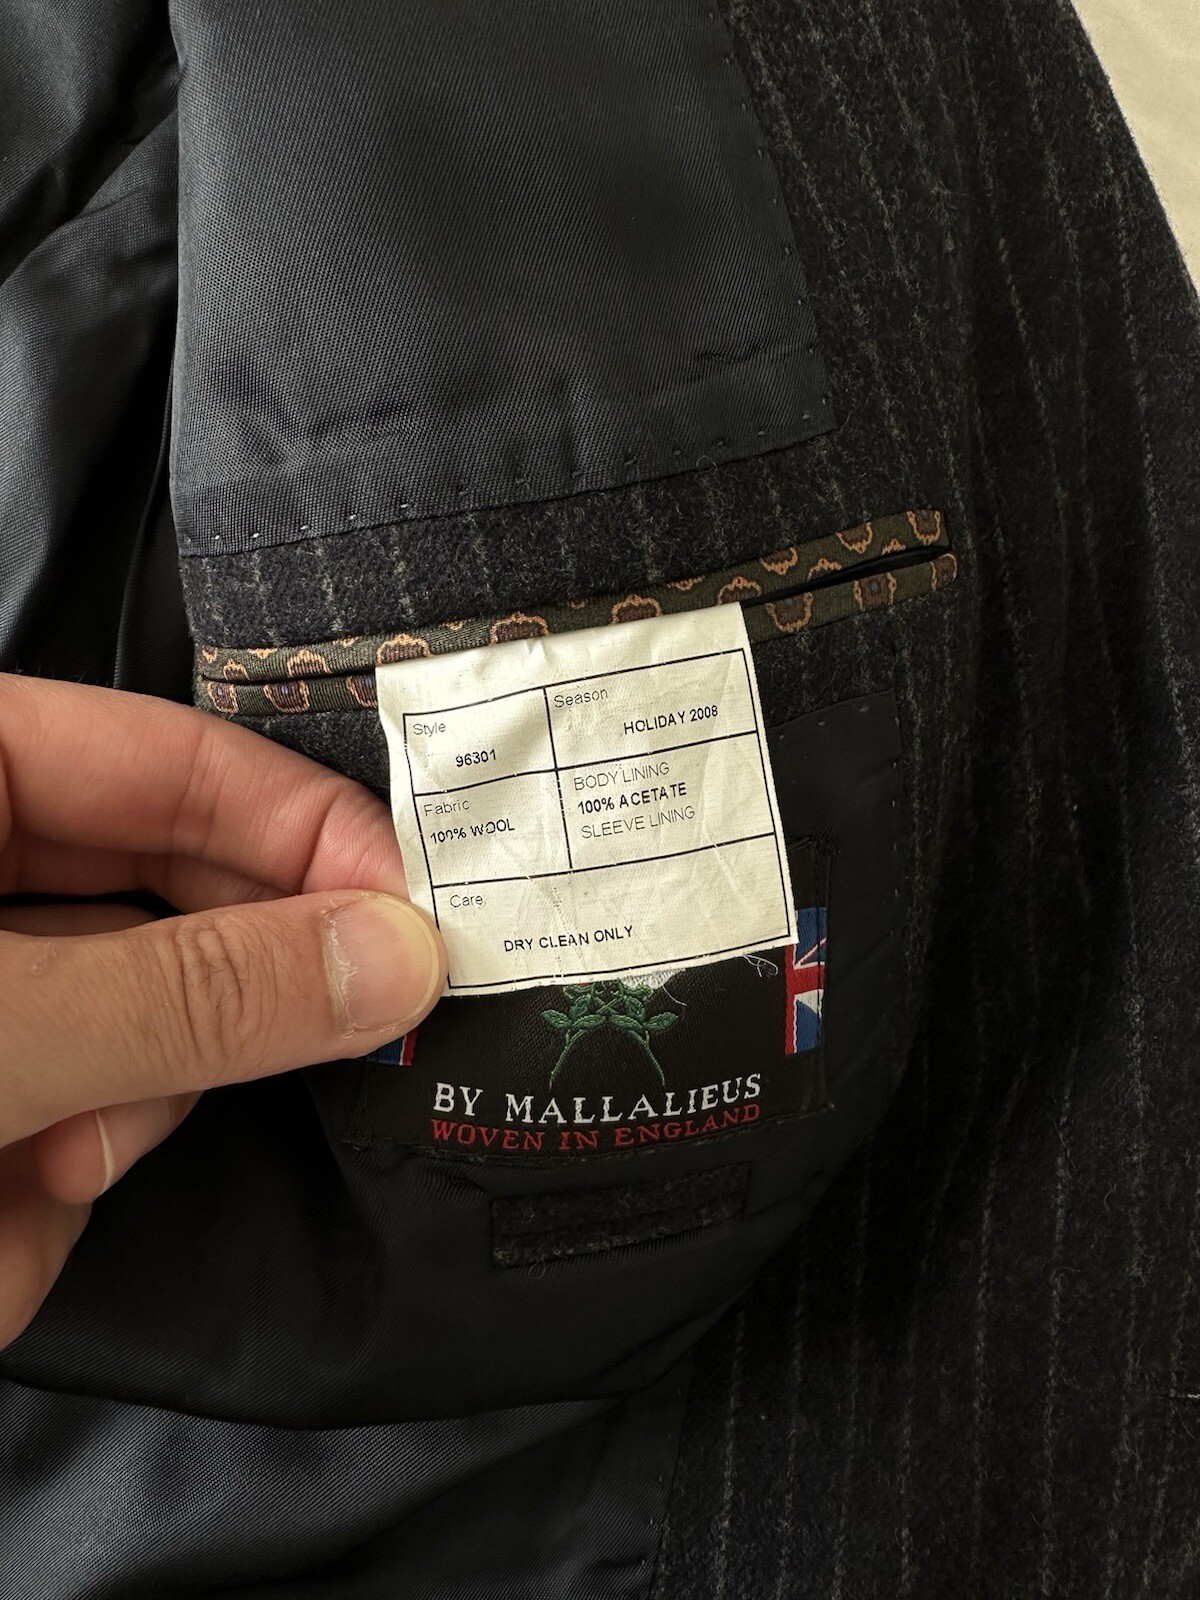 Style
96301
Season
HOLIDAY 2008
Fabric
100% WOOL
BODY LINING
100% ACETATE
SLEEVE LINING
Care
DRY CLEAN ONLY
BY MALLALIEUS
WOVEN IN ENGLAND